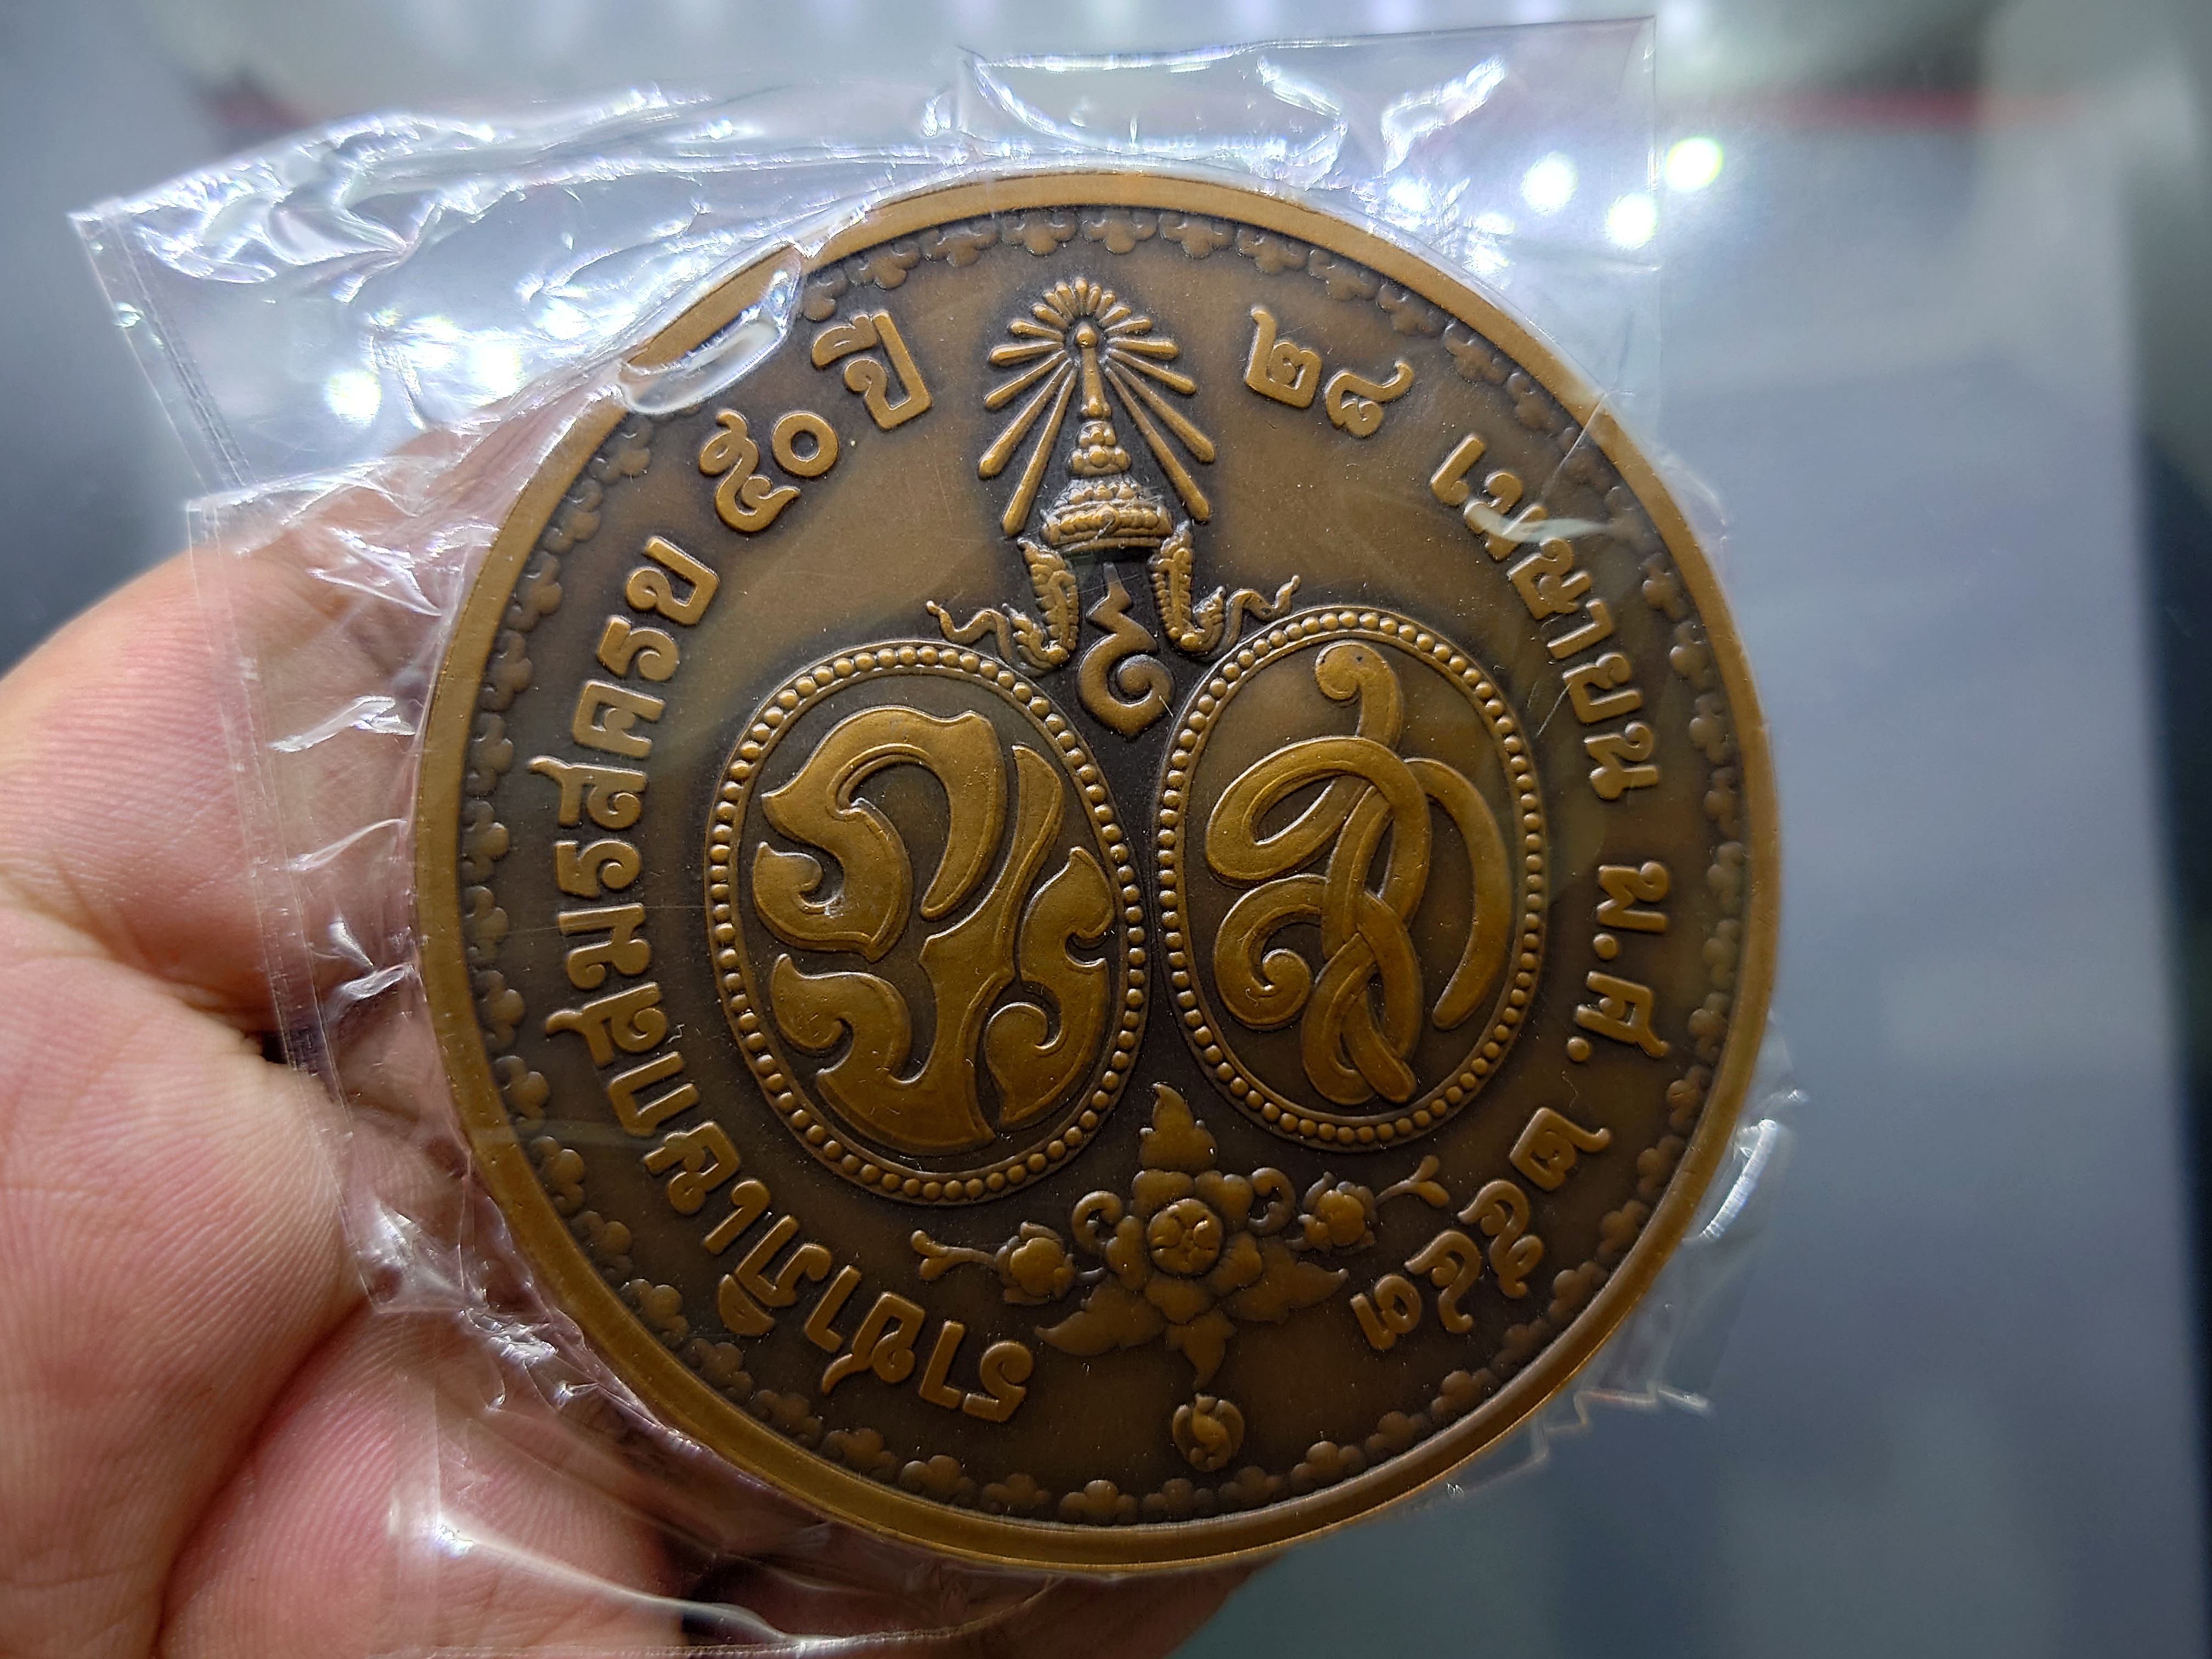 ราชาภิเษกสมรสครบ ๕๐ ปี ๒๘ เมษายน พ.ศ. ๒๕๔๓